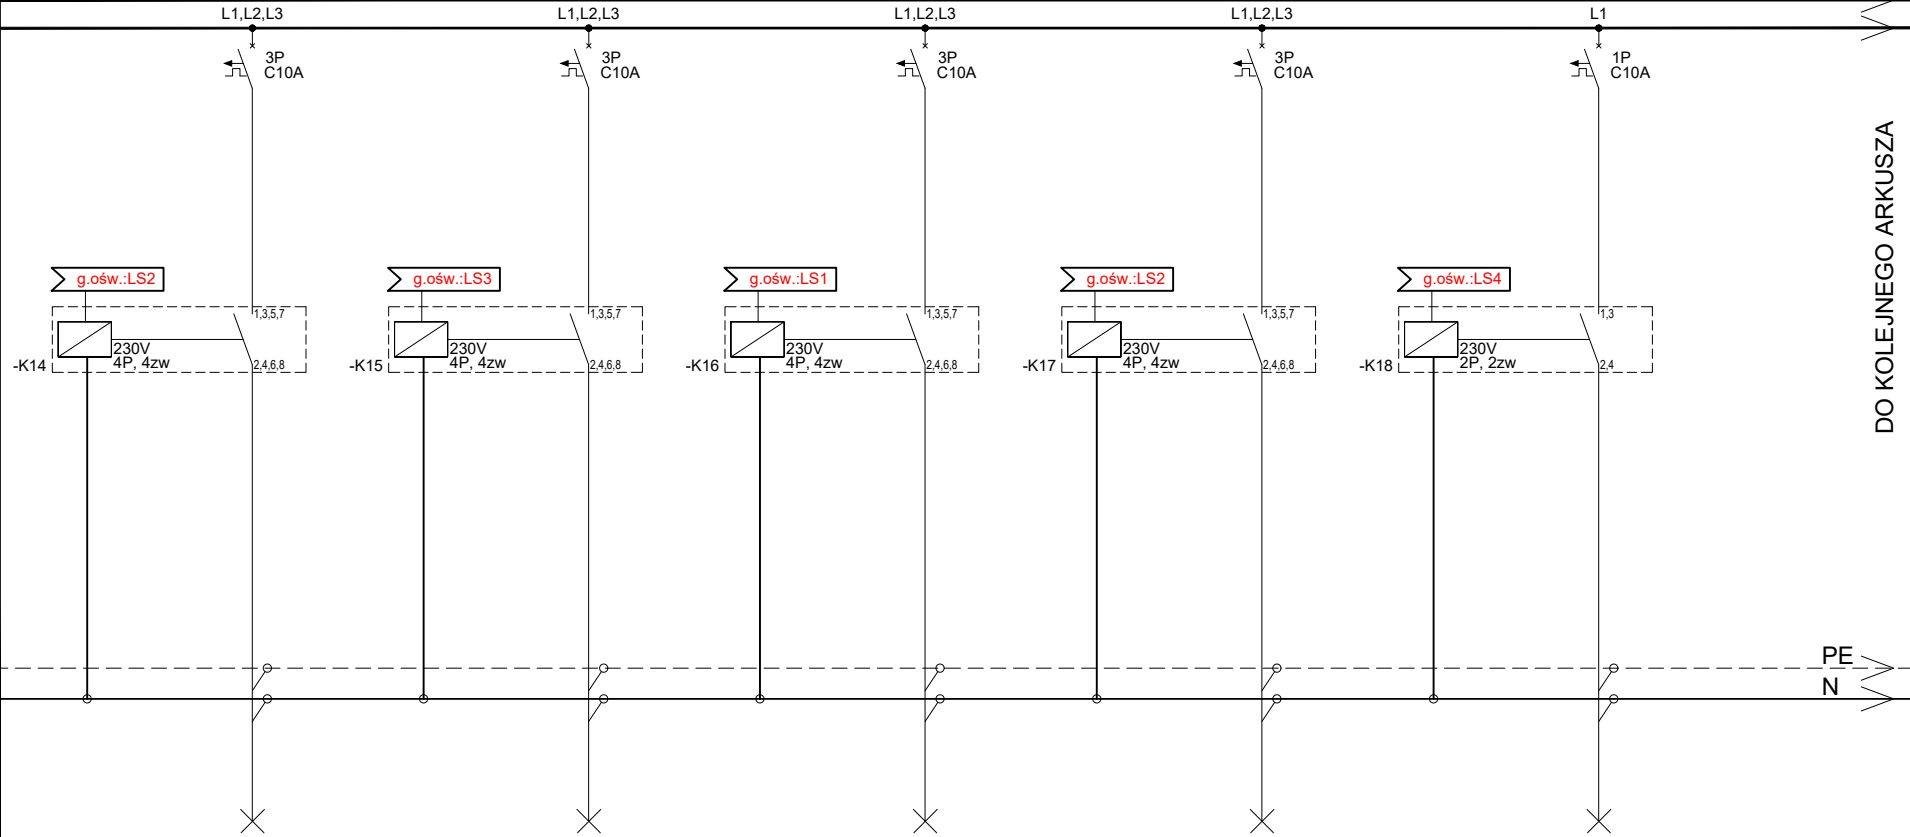 L1,L2,L3
L1,L2,L3
L1,L2,L3
L1,L2,L3
L1
3P
C10A
3P
C10A
3P
C10A
3P
C10A
1P
C10A
DO KOLEJNEGO ARKUSZA
g.ośw.:LS2
g.ośw.:LS3
g.ośw.:LS1
g.ośw.:LS2
g.ośw.:LS4
-K14
230V
4P, 4zw
1,3,5,7
2,4,6,8
-K15
230V
4P, 4zw
1,3,5,7
2,4,6,8
-K16
230V
4P, 4zw
1,3,5,7
2,4,6,8
-K17
230V
4P, 4zw
1,3,5,7
2,4,6,8
-K18
230V
2P, 2zw
1,3
2,4
PE
N